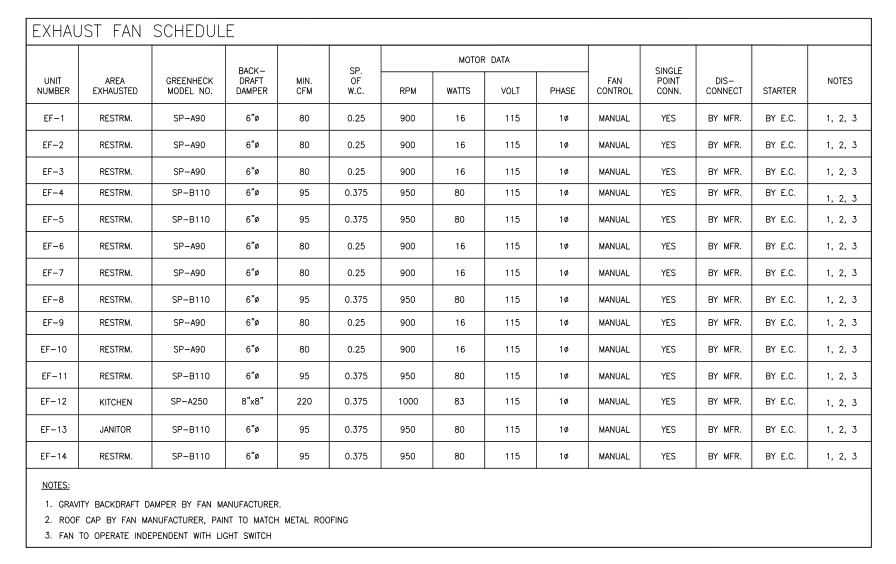 EXHAUST FAN SCHEDULE
UNIT NUMBER AREA EXHAUSTED GREENHECK MODEL NO. BACK- DRAFT DAMPER MIN. CFM SP. OF W.C. MOTOR DATA RPM WATTS VOLT PHASE FAN CONTROL SINGLE POINT CONN. DIS- CONNECT STARTER NOTES
EF-1 RESTRM. SP-A90 6"ø 80 0.25 900 16 115 1ø MANUAL YES BY MFR. BY E.C. 1, 2, 3
EF-2 RESTRM. SP-A90 6"ø 80 0.25 900 16 115 1ø MANUAL YES BY MFR. BY E.C. 1, 2, 3
EF-3 RESTRM. SP-A90 6"ø 80 0.25 900 16 115 1ø MANUAL YES BY MFR. BY E.C. 1, 2, 3
EF-4 RESTRM. SP-B110 6"ø 95 0.375 950 80 115 1ø MANUAL YES BY MFR. BY E.C. 1, 2, 3
EF-5 RESTRM. SP-B110 6"ø 95 0.375 950 80 115 1ø MANUAL YES BY MFR. BY E.C. 1, 2, 3
EF-6 RESTRM. SP-A90 6"ø 80 0.25 900 16 115 1ø MANUAL YES BY MFR. BY E.C. 1, 2, 3
EF-7 RESTRM. SP-A90 6"ø 80 0.25 900 16 115 1ø MANUAL YES BY MFR. BY E.C. 1, 2, 3
EF-8 RESTRM. SP-B110 6"ø 95 0.375 950 80 115 1ø MANUAL YES BY MFR. BY E.C. 1, 2, 3
EF-9 RESTRM. SP-A90 6"ø 80 0.25 900 16 115 1ø MANUAL YES BY MFR. BY E.C. 1, 2, 3
EF-10 RESTRM. SP-A90 6"ø 80 0.25 900 16 115 1ø MANUAL YES BY MFR. BY E.C. 1, 2, 3
EF-11 RESTRM. SP-B110 6"ø 95 0.375 950 80 115 1ø MANUAL YES BY MFR. BY E.C. 1, 2, 3
EF-12 KITCHEN SP-A250 8"x8" 220 0.375 1000 83 115 1ø MANUAL YES BY MFR. BY E.C. 1, 2, 3
EF-13 JANITOR SP-B110 6"ø 95 0.375 950 80 115 1ø MANUAL YES BY MFR. BY E.C. 1, 2, 3
EF-14 RESTRM. SP-B110 6"ø 95 0.375 950 80 115 1ø MANUAL YES BY MFR. BY E.C. 1, 2, 3
NOTES:
1. GRAVITY BACKDRAFT DAMPER BY FAN MANUFACTURER.
2. ROOF CAP BY FAN MANUFACTURER, PAINT TO MATCH METAL ROOFING
3. FAN TO OPERATE INDEPENDENT WITH LIGHT SWITCH